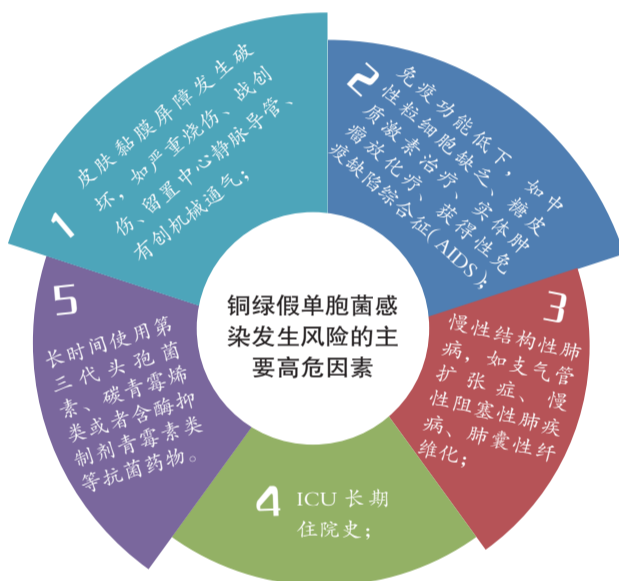 铜绿假单胞菌感
染发生风险的主
要高危因素
1
皮肤黏膜屏障发生破
坏，如严重烧伤、战创
伤、留置中心静脉导管、
有创机械通气；
2
免疫功能低下，如中
性粒细胞缺乏、糖皮
质激素治疗、实体肿
瘤放化疗、获得性免
疫缺陷综合征(AIDS)；
3
慢性结构性肺
病，如支气管
扩张症、慢
性阻塞性肺疾
病、肺囊性纤
维化；
4
ICU 长期
住院史；
5
长时间使用第
三代头孢菌
素、碳青霉烯
类或者含酶抑
制剂青霉素类
等抗菌药物。